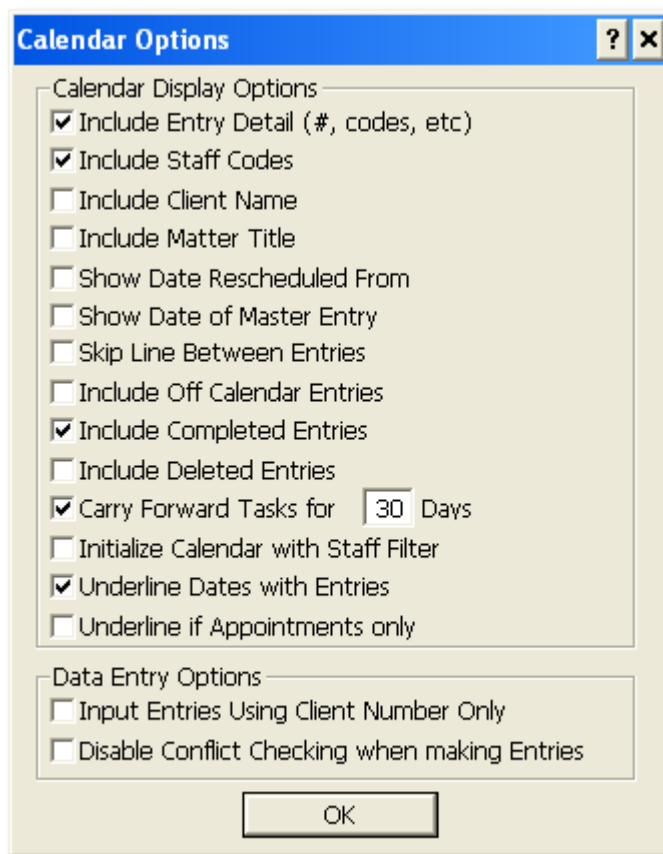 Calendar Options
Calendar Display Options
Include Entry Detail (#, codes, etc)
Include Staff Codes
Include Client Name
Include Matter Title
Show Date Rescheduled From
Show Date of Master Entry
Skip Line Between Entries
Include Off Calendar Entries
Include Completed Entries
Include Deleted Entries
Carry Forward Tasks for 30 Days
Initialize Calendar with Staff Filter
Underline Dates with Entries
Underline if Appointments only
Data Entry Options
Input Entries Using Client Number Only
Disable Conflict Checking when making Entries
OK